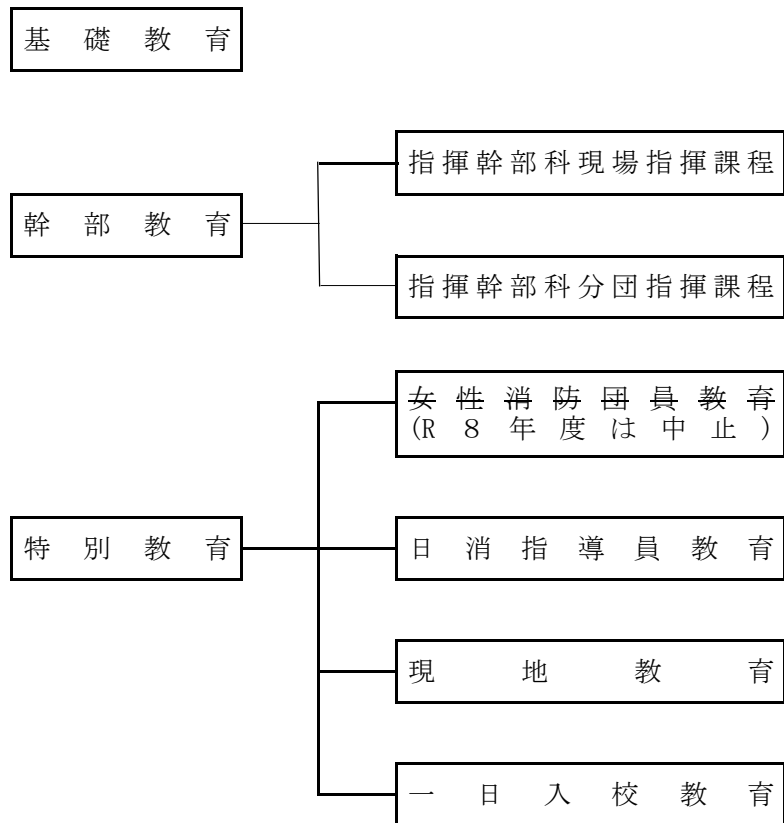 基礎教育
指揮幹部科現場指揮課程
幹部教育
指揮幹部科分団指揮課程
女性消防団員教育
(R8年度は中止)
特別教育
日消指導員教育
現地教育
一日入校教育